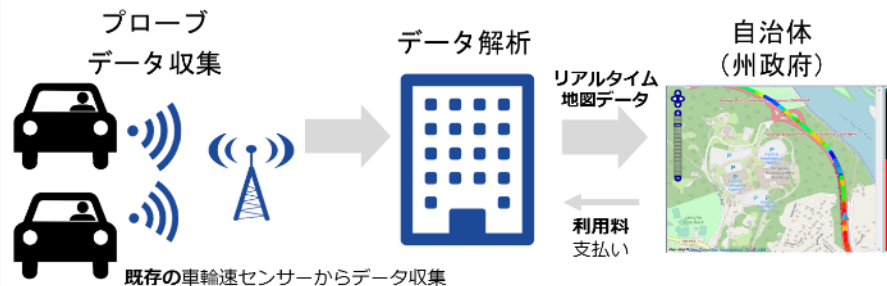 プローブ
データ収集
データ解析
自治体
(州政府)
リアルタイム
地図データ
利用料
支払い
既存の車輪速センサーからデータ収集